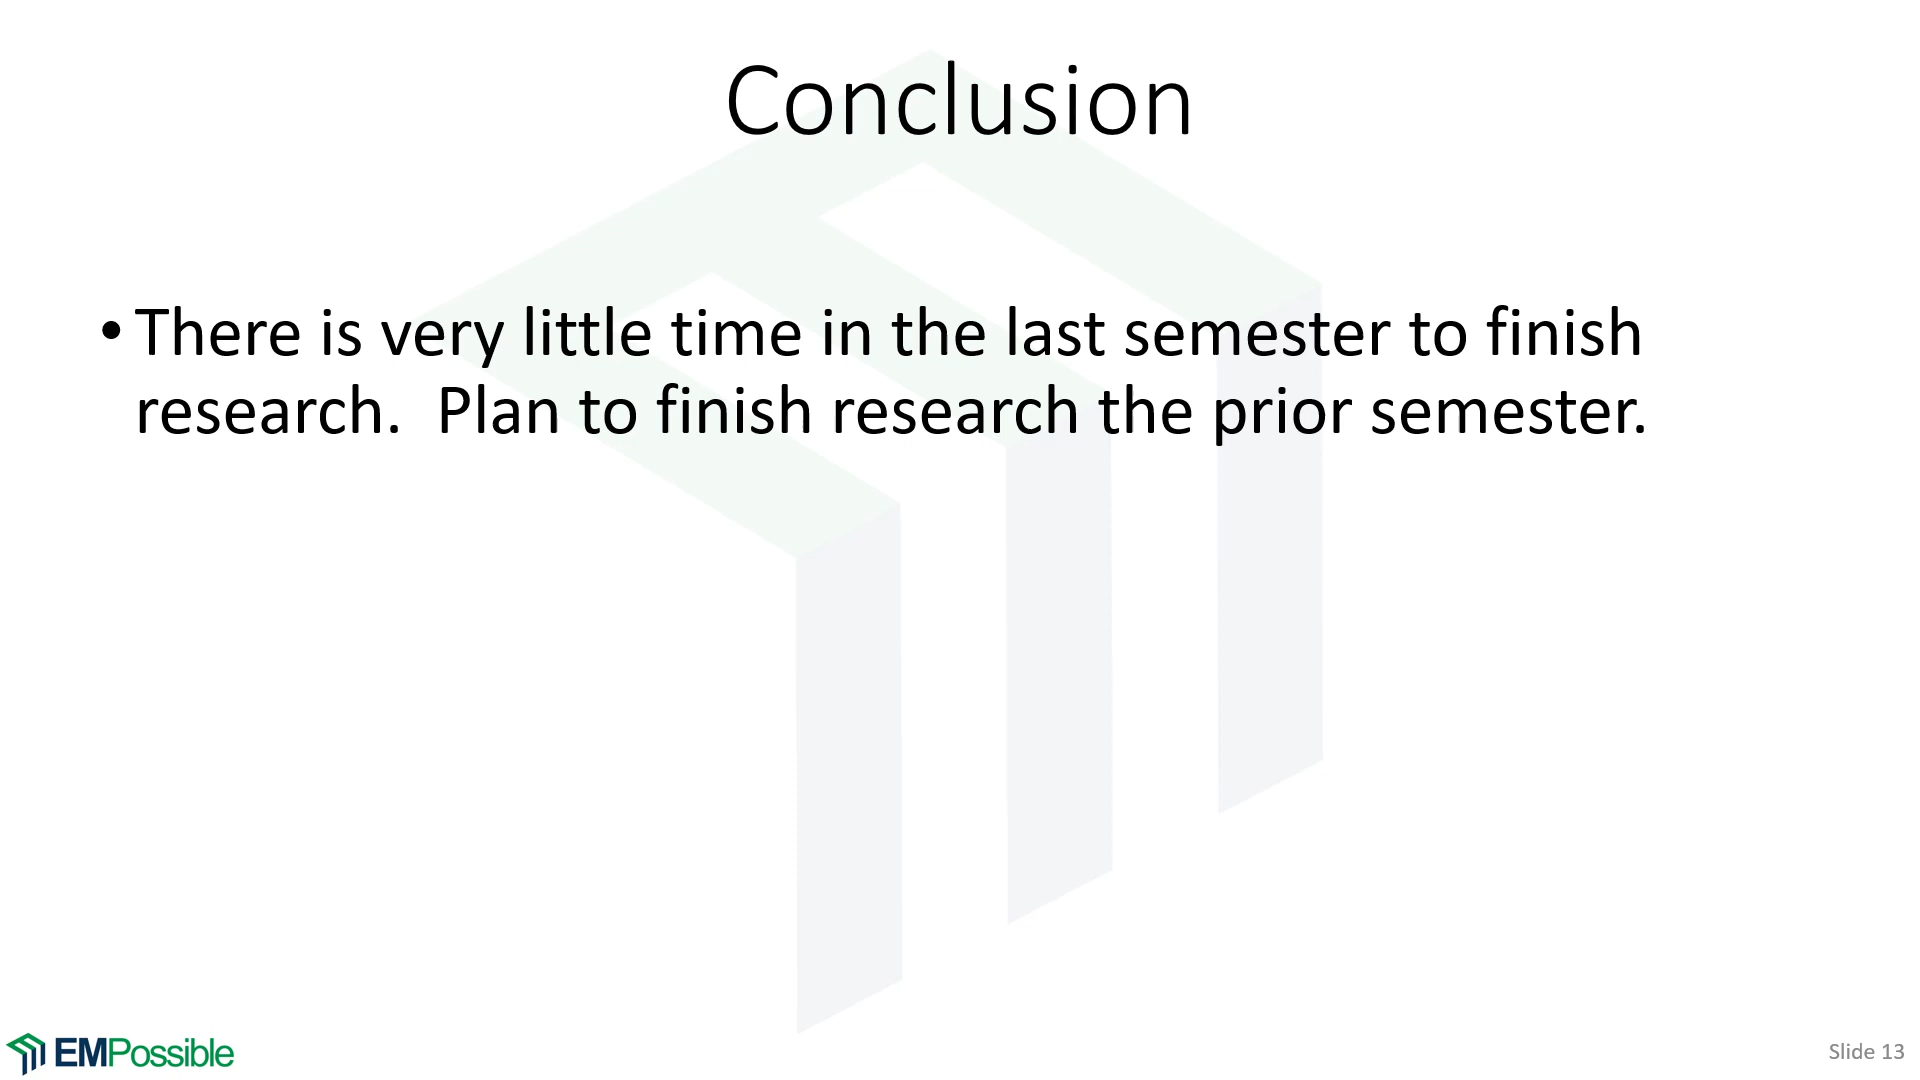 Conclusion
• There is very little time in the last semester to finish
research.  Plan to finish research the prior semester.
EMPossible
Slide 13